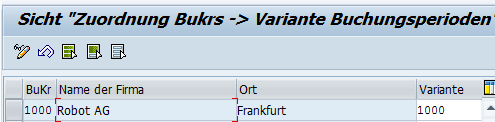 Sicht "Zuordnung Bukrs -> Variante Buchungsperioden"
BuKr Name der Firma Ort Variante
1000 Robot AG Frankfurt 1000